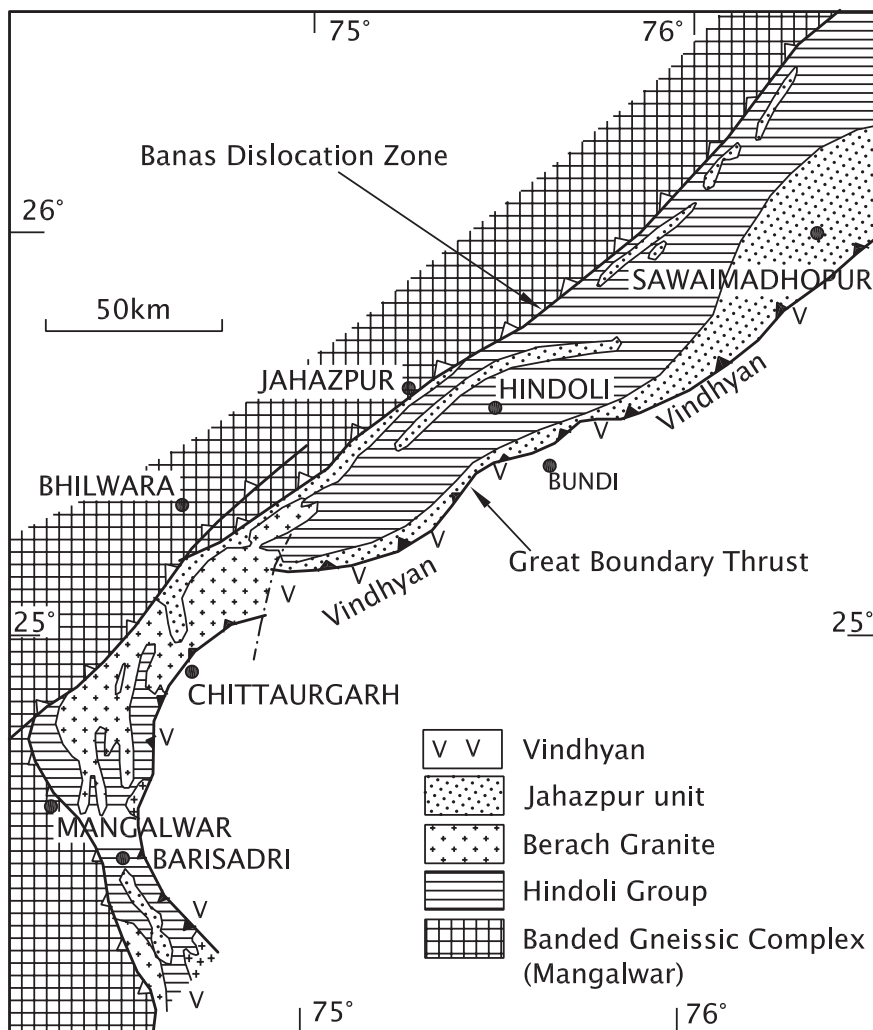 75°
76°
Banas Dislocation Zone
26°
SAWAIMADHOPUR
50km
V
JAHAZPUR
HINDOLI
Vindhyan
V
BHILWARA
V
BUNDI
V
Great Boundary Thrust
V
V
Vindhyan
25°
25°
CHITTAURGARH
V
V V Vindhyan
Jahazpur unit
MANGALWAR
Berach Granite
BARISADRI
Hindoli Group
V
Banded Gneissic Complex
(Mangalwar)
V
75°
76°